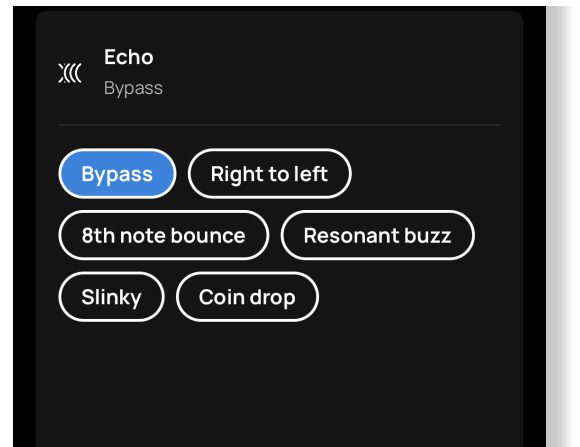 Echo
Bypass
Bypass
Right to left
8th note bounce
Resonant buzz
Slinky
Coin drop